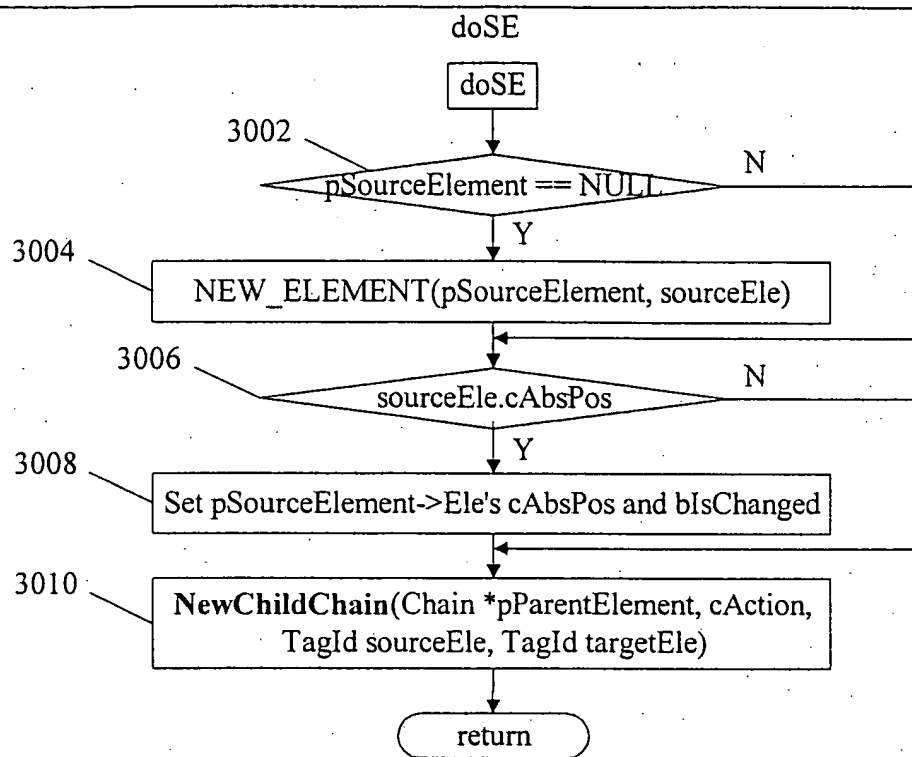 doSE
doSE
3002
N
pSourceElement == NULL
Y
3004
NEW_ELEMENT(pSourceElement, sourceEle)
3006
N
sourceEle.cAbsPos
Y
3008
Set pSourceElement->Ele's cAbsPos and bIsChanged
3010
NewChildChain(Chain *pParentElement, cAction,
TagId sourceEle, TagId targetEle)
return